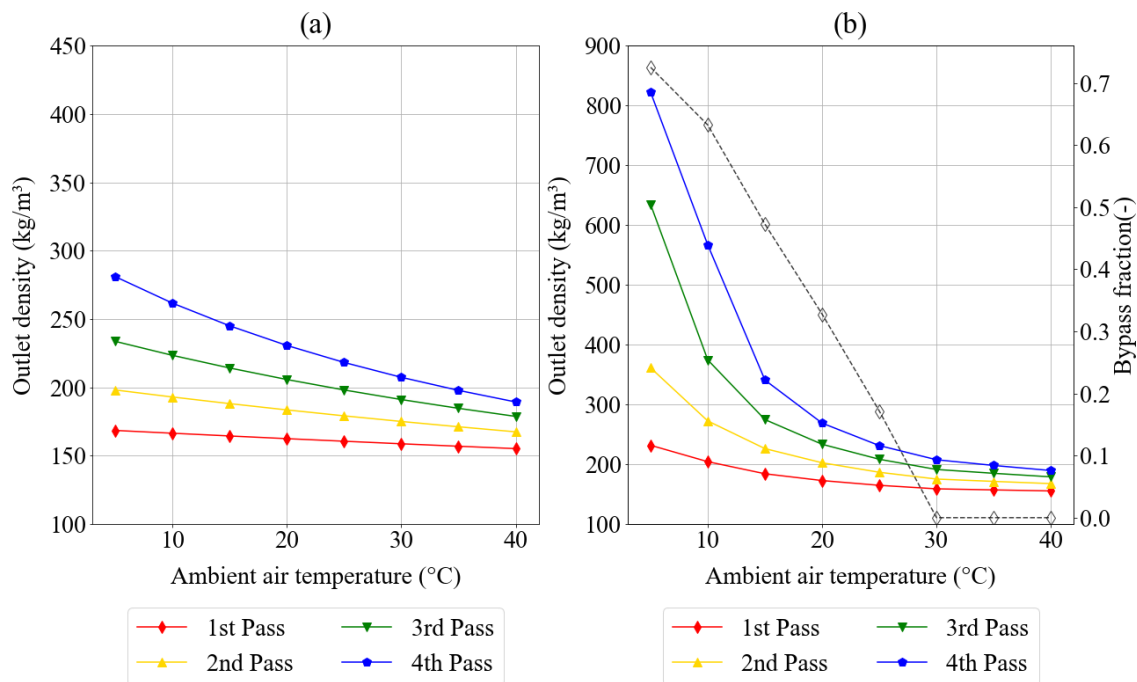 (a)
450
400
350
300
250
200
150
100
Outlet density (kg/m³)
10
20
30
40
Ambient air temperature (°C)
1st Pass
2nd Pass
3rd Pass
4th Pass
(b)
900
800
700
600
500
400
300
200
100
Outlet density (kg/m³)
0.7
0.6
0.5
0.4
0.3
0.2
0.1
0.0
Bypass fraction(-)
10
20
30
40
Ambient air temperature (°C)
1st Pass
2nd Pass
3rd Pass
4th Pass